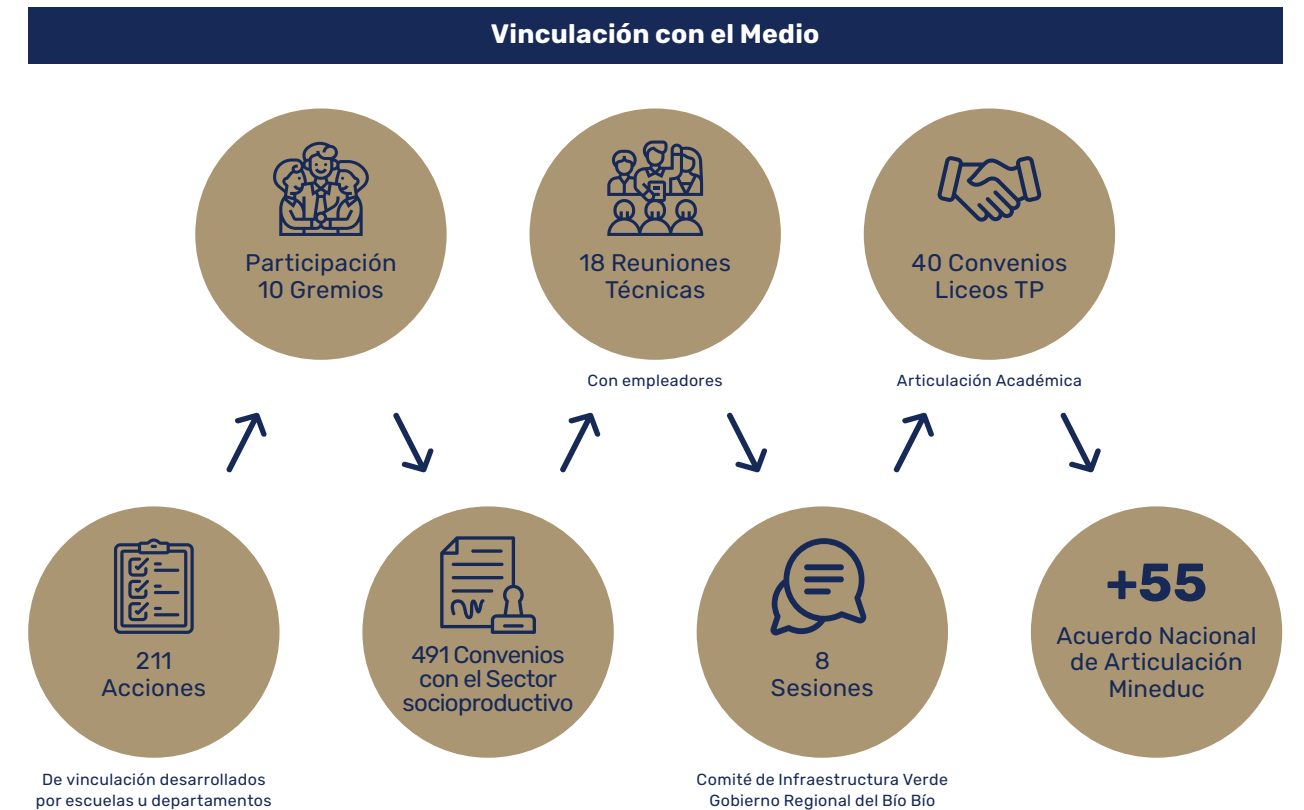 Vinculación con el Medio
Participación
10 Gremios
18 Reuniones
Técnicas
Con empleadores
40 Convenios
Liceos TP
Articulación Académica
211
Acciones
De vinculación desarrollados
por escuelas u departamentos
491 Convenios
con el Sector
socioproductivo
8
Sesiones
Comité de Infraestructura Verde
Gobierno Regional del Bío Bío
+55
Acuerdo Nacional
de Articulación
Mineduc